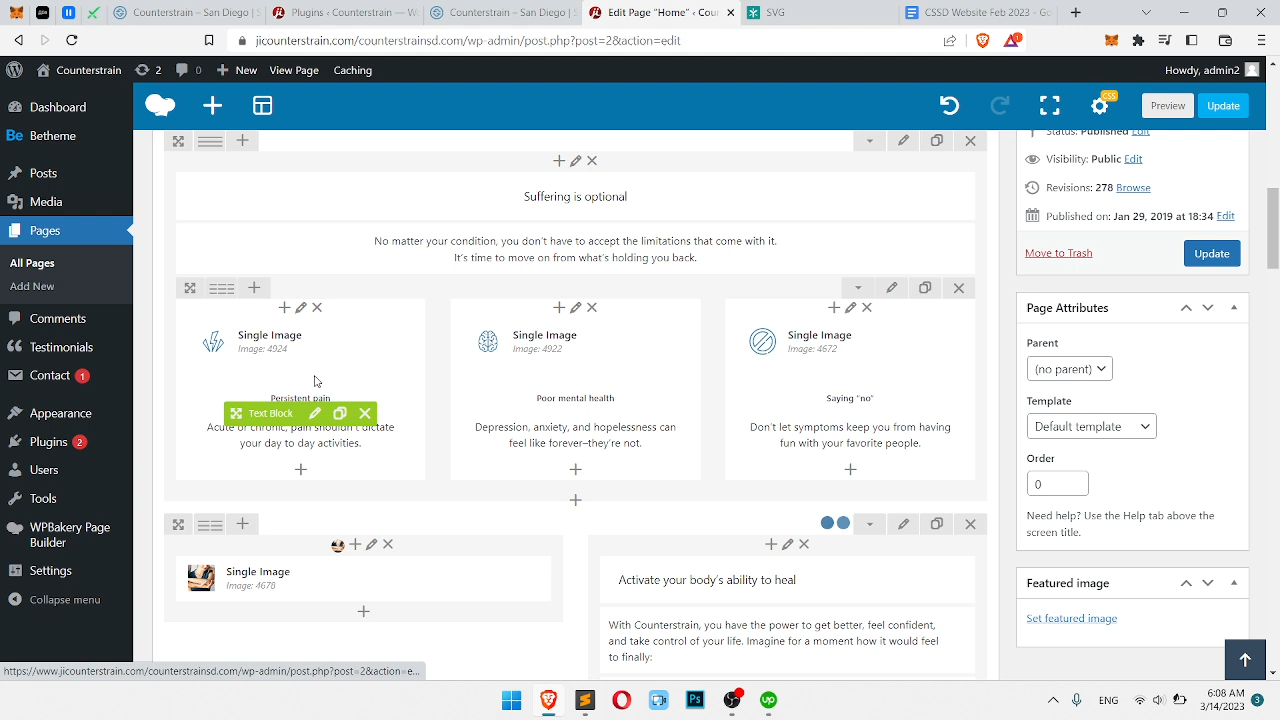 Counterstrain – San Diego |
Plugins - Counterstrain — W
Counterstrain – San Diego |
Edit Page “Home” ‹ Cour
SVG
CSSD Website Feb 2023 - Go
jicounterstrain.com/counterstrainsd.com/wp-admin/post.php?post=2&action=edit
Counterstrain
2
0
New
View Page
Caching
Howdy, admin2
CSS
Preview
Update
Dashboard
Be Betheme
Posts
Media
Pages
All Pages
Add New
Comments
Testimonials
Contact 1
Appearance
Plugins 2
Users
Tools
WPBakery Page
Builder
Settings
Collapse menu
Suffering is optional
No matter your condition, you don’t have to accept the limitations that come with it.
It’s time to move on from what’s holding you back.
Single Image
Image: 4924
Persistent pain
Text Block
Acute or chronic, pain shouldn’t dictate
your day to day activities.
Single Image
Image: 4922
Poor mental health
Depression, anxiety, and hopelessness can
feel like forever–they’re not.
Single Image
Image: 4672
Saying “no”
Don’t let symptoms keep you from having
fun with your favorite people.
Single Image
Image: 4678
Activate your body’s ability to heal
With Counterstrain, you have the power to get better, feel confident,
and take control of your life. Imagine for a moment how it would feel
to finally:
Status: Published Edit
Visibility: Public Edit
Revisions: 278 Browse
Published on: Jan 29, 2019 at 18:34 Edit
Move to Trash
Update
Page Attributes
Parent
(no parent)
Template
Default template
Order
0
Need help? Use the Help tab above the
screen title.
Featured image
Set featured image
https://www.jicounterstrain.com/counterstrainsd.com/wp-admin/post.php?post=2&action=e...
Ps
up
ENG
6:08 AM
3/14/2023
3